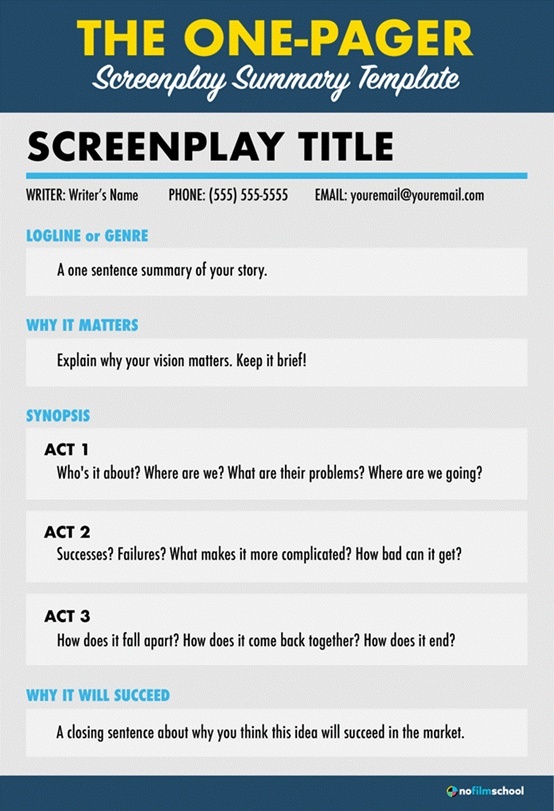 THE ONE-PAGER
Screenplay Summary Template
SCREENPLAY TITLE
WRITER: Writer's Name PHONE: (555) 555-5555 EMAIL: youremail@youremail.com
LOGLINE or GENRE
A one sentence summary of your story.
WHY IT MATTERS
Explain why your vision matters. Keep it brief!
SYNOPSIS
ACT 1
Who's it about? Where are we? What are their problems? Where are we going?
ACT 2
Successes? Failures? What makes it more complicated? How bad can it get?
ACT 3
How does it fall apart? How does it come back together? How does it end?
WHY IT WILL SUCCEED
A closing sentence about why you think this idea will succeed in the market.
nofilmschool